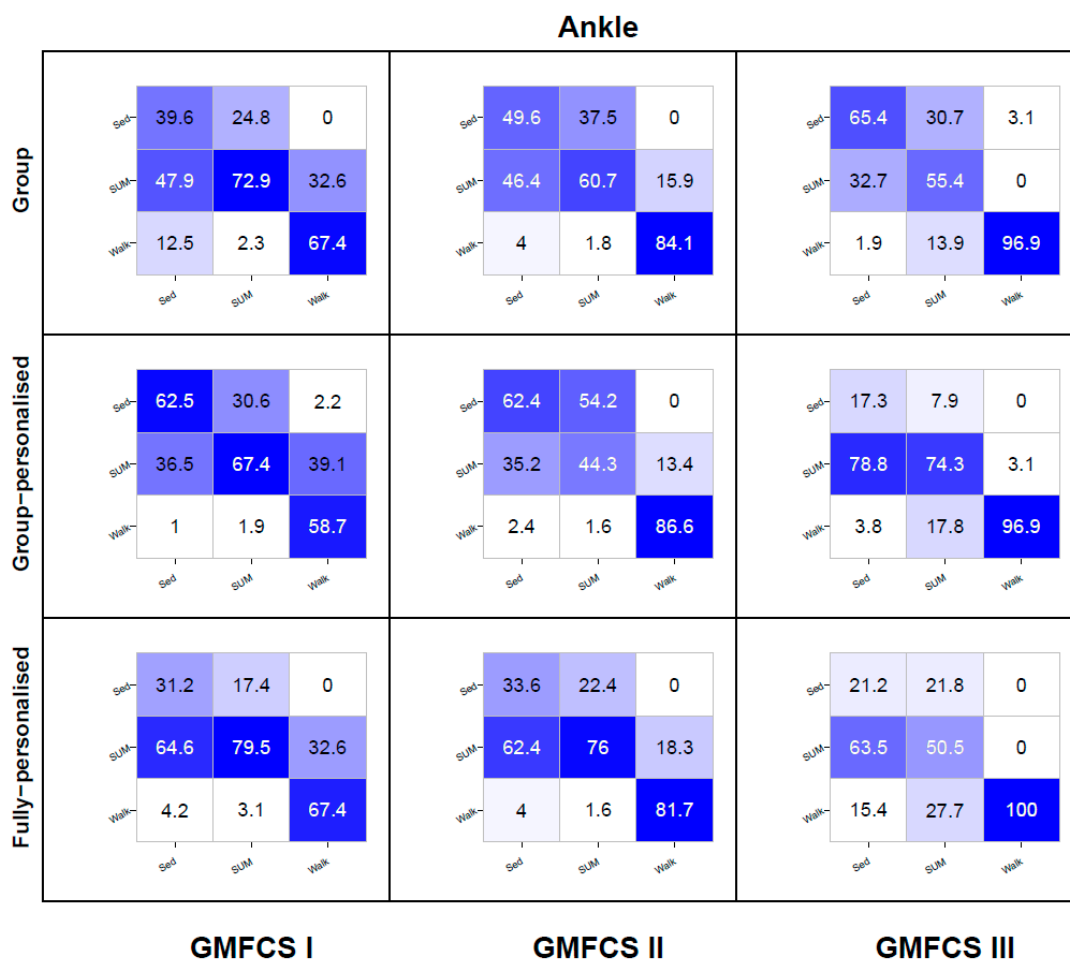 Ankle
Group
Sed 39.6 24.8 0
SUM 47.9 72.9 32.6
Walk 12.5 2.3 67.4
Sed SUM Walk
Sed 49.6 37.5 0
SUM 46.4 60.7 15.9
Walk 4 1.8 84.1
Sed SUM Walk
Sed 65.4 30.7 3.1
SUM 32.7 55.4 0
Walk 1.9 13.9 96.9
Sed SUM Walk
Group-personalised
Sed 62.5 30.6 2.2
SUM 36.5 67.4 39.1
Walk 1 1.9 58.7
Sed SUM Walk
Sed 62.4 54.2 0
SUM 35.2 44.3 13.4
Walk 2.4 1.6 86.6
Sed SUM Walk
Sed 17.3 7.9 0
SUM 78.8 74.3 3.1
Walk 3.8 17.8 96.9
Sed SUM Walk
Fully-personalised
Sed 31.2 17.4 0
SUM 64.6 79.5 32.6
Walk 4.2 3.1 67.4
Sed SUM Walk
Sed 33.6 22.4 0
SUM 62.4 76 18.3
Walk 4 1.6 81.7
Sed SUM Walk
Sed 21.2 21.8 0
SUM 63.5 50.5 0
Walk 15.4 27.7 100
Sed SUM Walk
GMFCS I GMFCS II GMFCS III